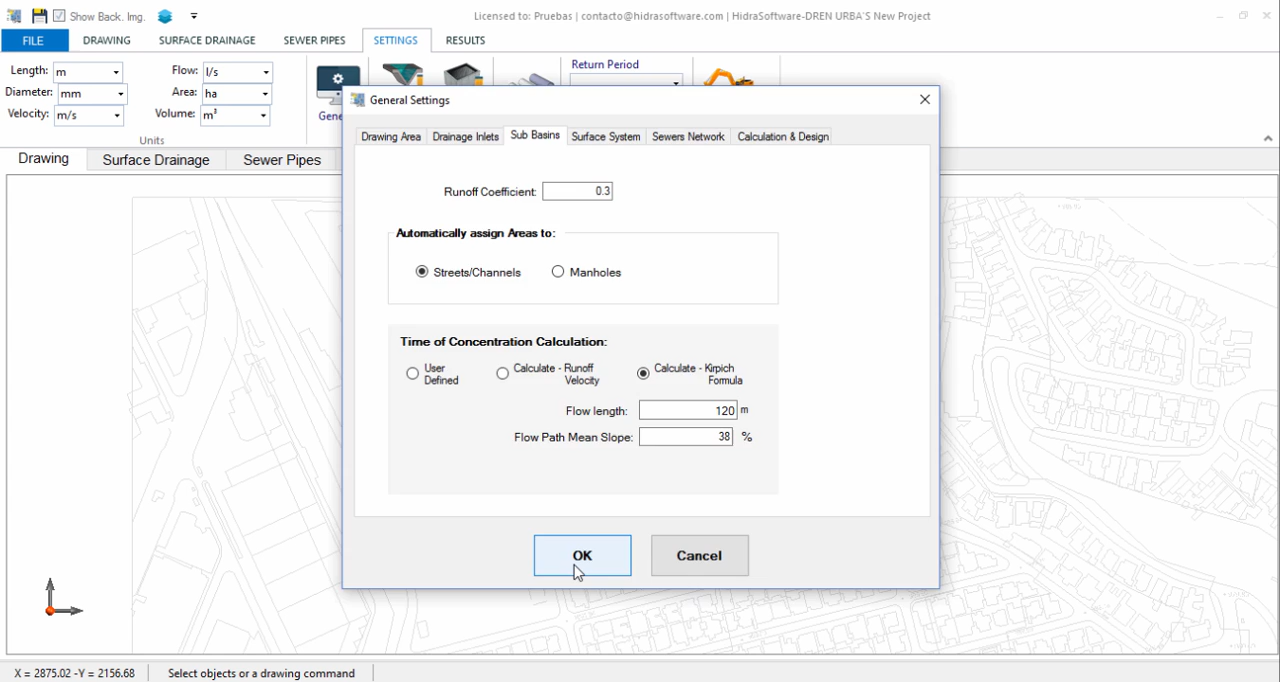 Show Back. Img.
Licensed to: Pruebas | contacto@hidrasoftware.com | HidraSoftware-DREN URBA'S New Project
FILE DRAWING SURFACE DRAINAGE SEWER PIPES SETTINGS RESULTS
Length: m Flow: l/s
Diameter: mm Area: ha
Velocity: m/s Volume: m³
Units
Gene
Return Period
Drawing Surface Drainage Sewer Pipes
General Settings
Drawing Area Drainage Inlets Sub Basins Surface System Sewers Network Calculation & Design
Runoff Coefficient: 0.3
Automatically assign Areas to:
Streets/Channels Manholes
Time of Concentration Calculation:
User Defined
Calculate - Runoff Velocity
Calculate - Kirpich Formula
Flow length: 120 m
Flow Path Mean Slope: 38 %
OK Cancel
X = 2875.02 -Y = 2156.68 Select objects or a drawing command